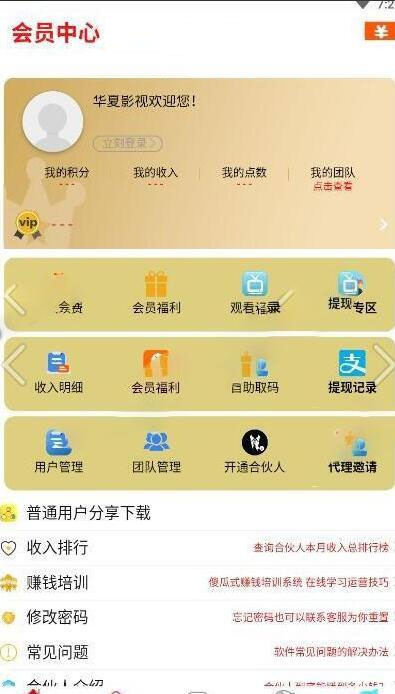 7:2
会员中心
¥
华夏影视欢迎您！
立刻登录
我的积分 我的收入 我的点数 我的团队
--- --- --- 点击查看
vip ---
会费 会员福利 观看记录 提现专区
收入明细 会员福利 自助取码 提现记录
用户管理 团队管理 开通合伙人 代理邀请
普通用户分享下载
收入排行 查询合伙人本月收入总排行榜
赚钱培训 傻瓜式赚钱培训系统 在线学习运营技巧
修改密码 忘记密码也可以联系客服为你重置
常见问题 软件常见问题的解决办法
合伙人介绍